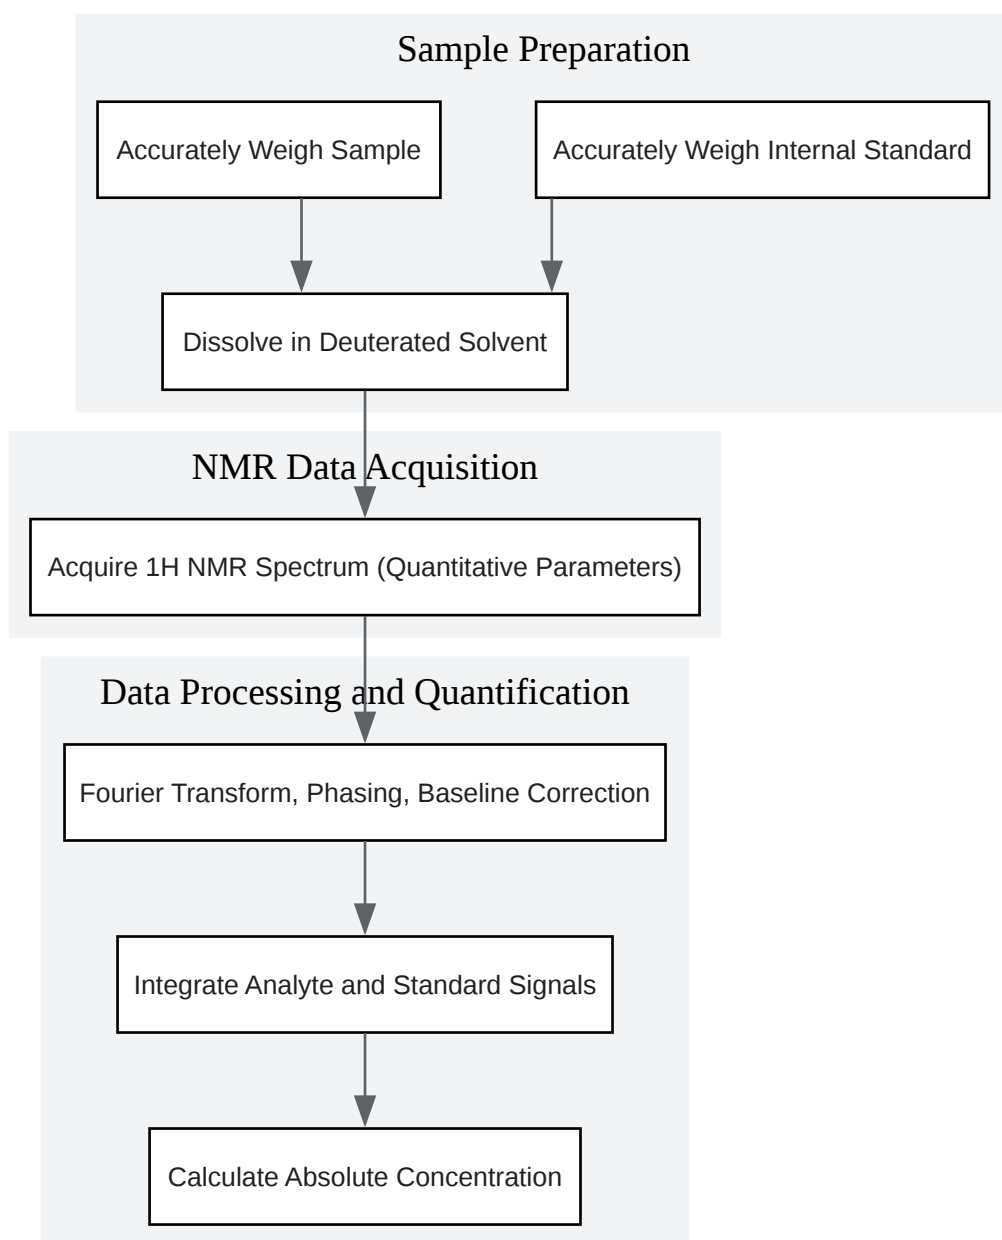 Sample Preparation
Accurately Weigh Sample
Accurately Weigh Internal Standard
Dissolve in Deuterated Solvent
NMR Data Acquisition
Acquire 1H NMR Spectrum (Quantitative Parameters)
Data Processing and Quantification
Fourier Transform, Phasing, Baseline Correction
Integrate Analyte and Standard Signals
Calculate Absolute Concentration